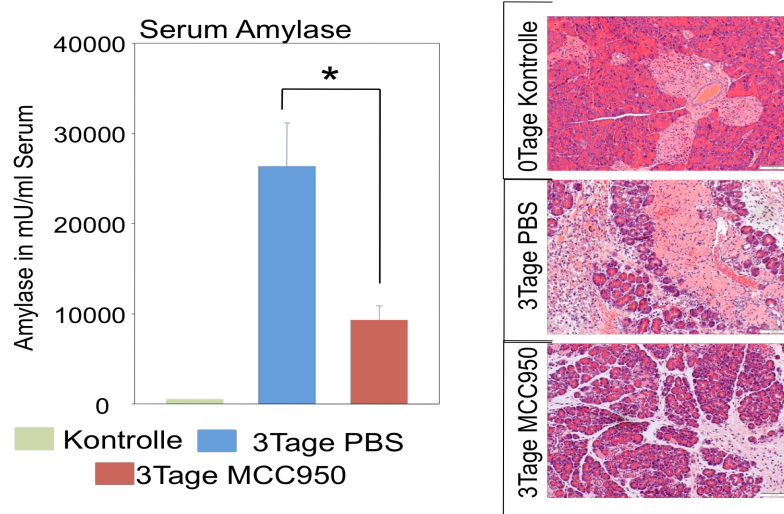 Serum Amylase
40000
30000
20000
10000
0
Amylase in mU/ml Serum
*
Kontrolle
3Tage PBS
3Tage MCC950
0Tage Kontrolle
3Tage PBS
3Tage MCC950